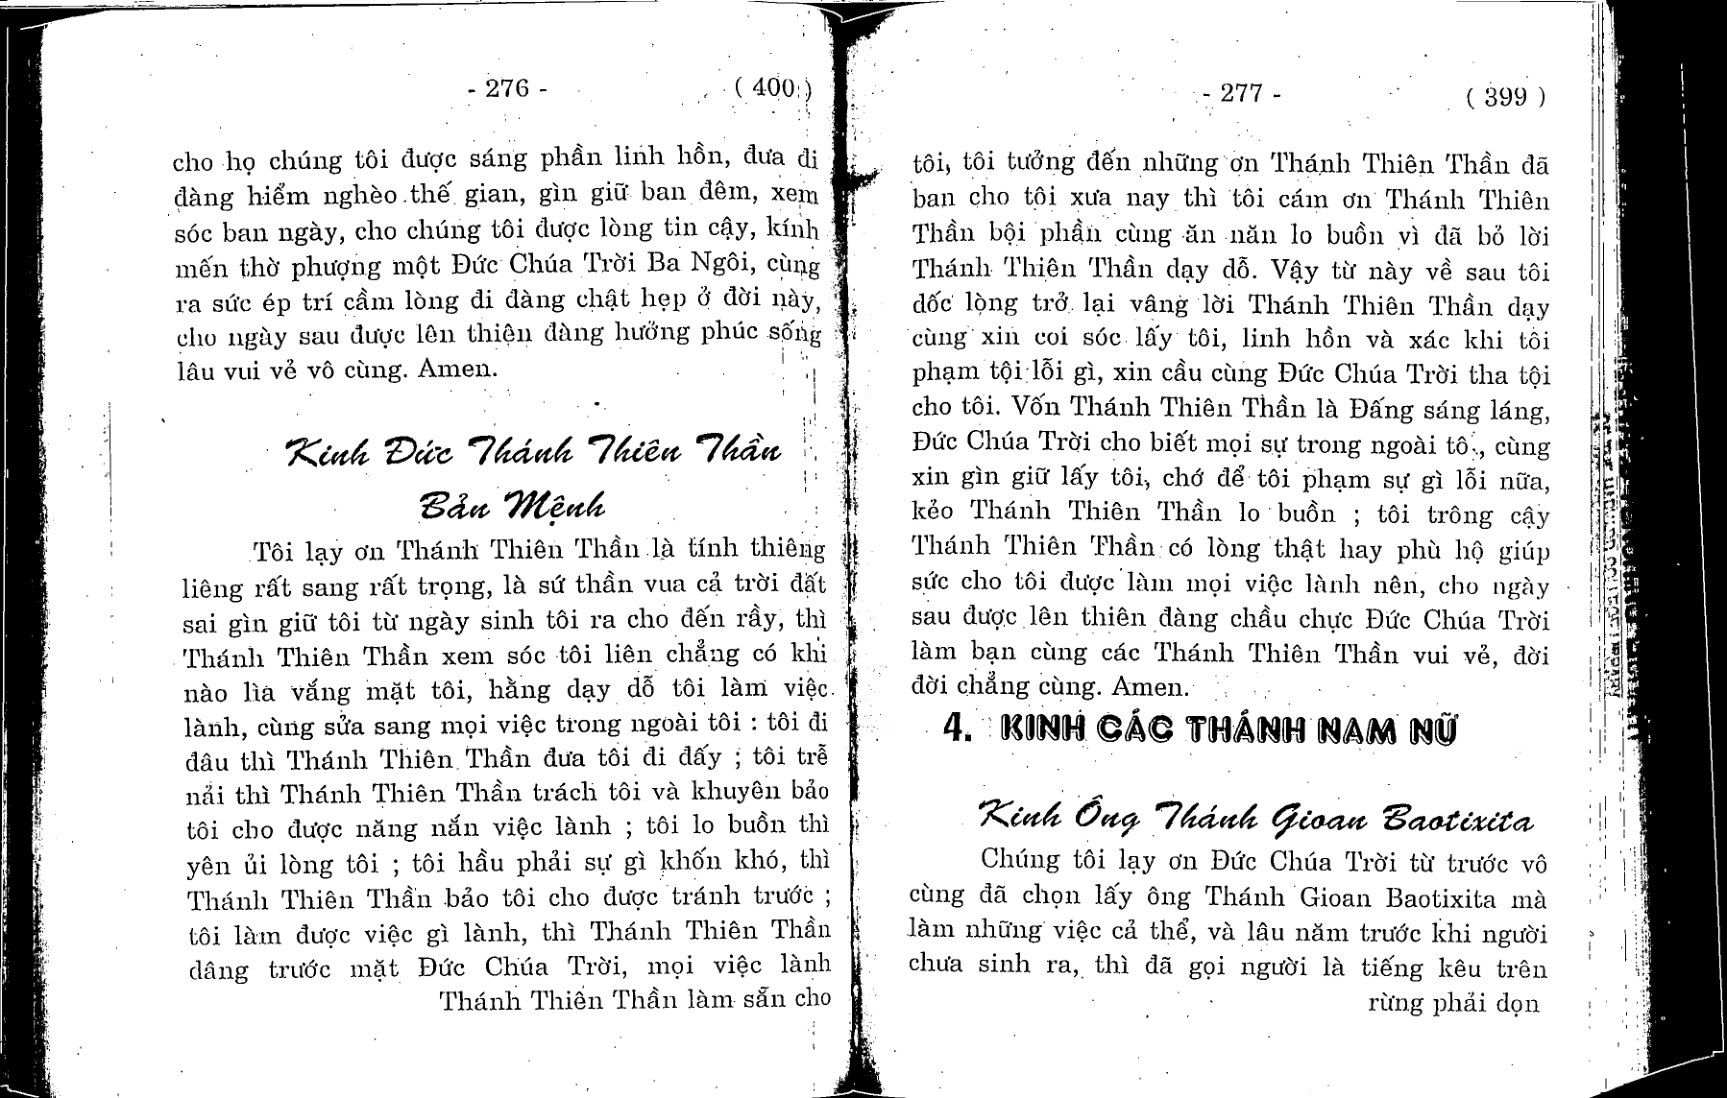 - 276 - ( 400 )
cho họ chúng tôi được sáng phần linh hồn, đưa đi
đàng hiểm nghèo thế gian, gìn giữ ban đêm, xem
sóc ban ngày, cho chúng tôi được lòng tin cậy, kính
mến thờ phượng một Đức Chúa Trời Ba Ngôi, cùng
ra sức ép trí cầm lòng đi đàng chật hẹp ở đời này,
cho ngày sau được lên thiện đàng hưởng phúc sống
lâu vui vẻ vô cùng. Amen.
Kinh Đức Thánh Thiên Thần
Bản Mệnh
Tôi lạy ơn Thánh Thiên Thần là tính thiêng
liêng rất sang rất trọng, là sứ thần vua cả trời đất
sai gìn giữ tôi từ ngày sinh tôi ra cho đến rầy, thì
Thánh Thiên Thần xem sóc tôi liên chẳng có khi
nào lìa vắng mặt tôi, hằng dạy dỗ tôi làm việc
lành, cùng sửa sang mọi việc trong ngoài tôi : tôi đi
đâu thì Thánh Thiên Thần đưa tôi đi đấy ; tôi trễ
nải thì Thánh Thiên Thần trách tôi và khuyên bảo
tôi cho được năng nắn việc lành ; tôi lo buồn thì
yên ủi lòng tôi ; tôi hầu phải sự gì khốn khó, thì
Thánh Thiên Thần bảo tôi cho được tránh trước ;
tôi làm được việc gì lành, thì Thánh Thiên Thần
dâng trước mặt Đức Chúa Trời, mọi việc lành
Thánh Thiên Thần làm sẵn cho
- 277 - ( 399 )
tôi, tôi tưởng đến những ơn Thánh Thiên Thần đã
ban cho tôi xưa nay thì tôi cám ơn Thánh Thiên
Thần bội phần cùng ăn năn lo buồn vì đã bỏ lời
Thánh Thiên Thần dạy dỗ. Vậy từ này về sau tôi
dốc lòng trở lại vâng lời Thánh Thiên Thần dạy
cùng xin coi sóc lấy tôi, linh hồn và xác khi tôi
phạm tội lỗi gì, xin cầu cùng Đức Chúa Trời tha tội
cho tôi. Vốn Thánh Thiên Thần là Đấng sáng láng,
Đức Chúa Trời cho biết mọi sự trong ngoài tô., cùng
xin gìn giữ lấy tôi, chớ để tôi phạm sự gì lỗi nữa,
kẻo Thánh Thiên Thần lo buồn ; tôi trông cậy
Thánh Thiên Thần có lòng thật hay phù hộ giúp
sức cho tôi được làm mọi việc lành nên, cho ngày
sau được lên thiên đàng chầu chực Đức Chúa Trời
làm bạn cùng các Thánh Thiên Thần vui vẻ, đời
đời chẳng cùng. Amen.
4. KINH CÁC THÁNH NAM NỮ
Kinh Ông Thánh Gioan Baotixita
Chúng tôi lạy ơn Đức Chúa Trời từ trước vô
cùng đã chọn lấy ông Thánh Gioan Baotixita mà
làm những việc cả thể, và lâu năm trước khi người
chưa sinh ra, thì đã gọi người là tiếng kêu trên
rừng phải dọn